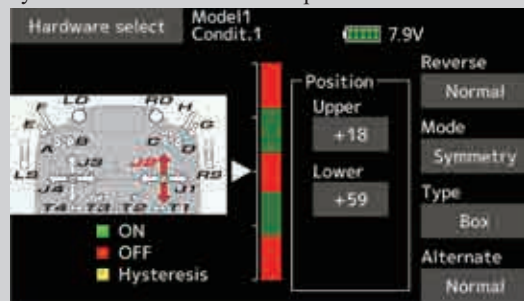 Hardware select
Model1
Condit.1
7.9V
Position
Upper
+18
Lower
+59
Reverse
Normal
Mode
Symmetry
Type
Box
Alternate
Normal
LD
RD
F
H
E
G
A
B
C
D
J3
J2
LS
RS
J4
J1
T4
T3
T2
T1
ON
OFF
Hysteresis